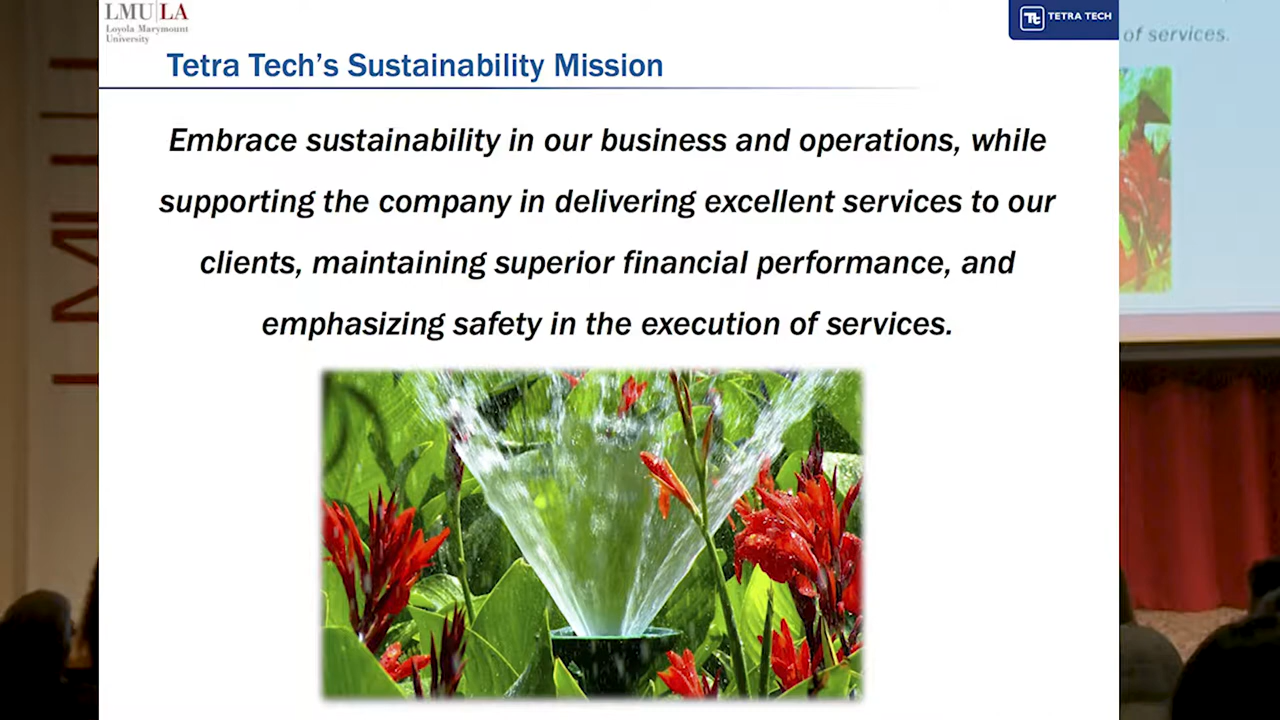 LMU|LA
Loyola Marymount
University
Tt TETRA TECH
Tetra Tech's Sustainability Mission
of services.
Embrace sustainability in our business and operations, while
supporting the company in delivering excellent services to our
clients, maintaining superior financial performance, and
emphasizing safety in the execution of services.